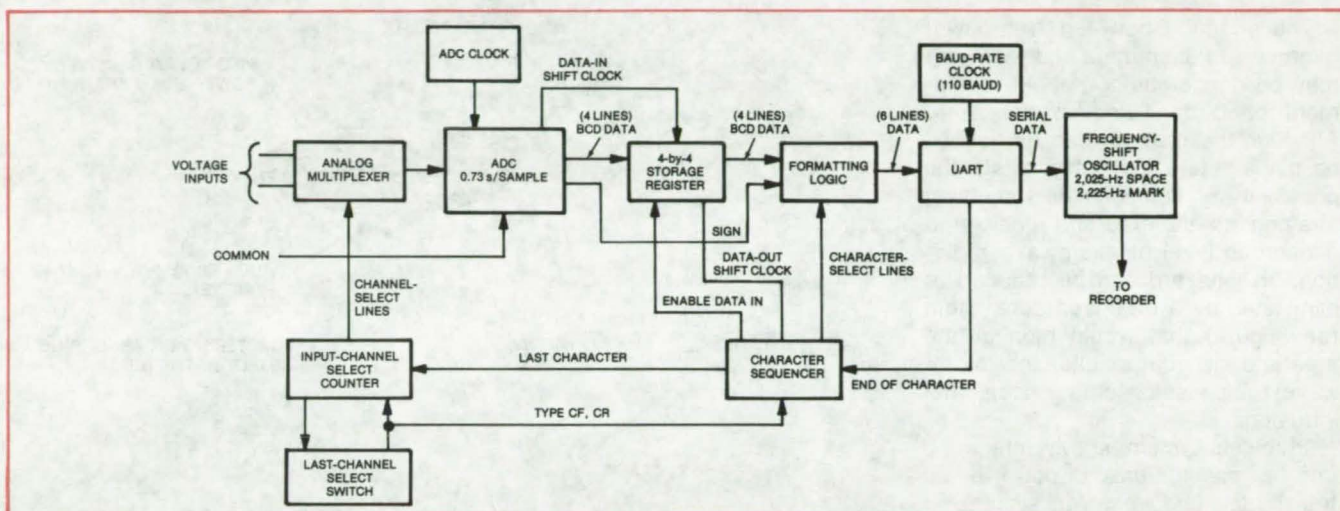 ADC CLOCK
DATA-IN
SHIFT CLOCK
BAUD-RATE
CLOCK
(110 BAUD)
(4 LINES)
BCD DATA
(4 LINES)
BCD DATA
(6 LINES)
DATA
SERIAL
DATA
VOLTAGE
INPUTS
ANALOG
MULTIPLEXER
ADC
0.73 s/SAMPLE
4-by-4
STORAGE
REGISTER
FORMATTING
LOGIC
UART
FREQUENCY-
SHIFT
OSCILLATOR
2,025-Hz SPACE
2,225-Hz MARK
SIGN
COMMON
CHANNEL-
SELECT
LINES
DATA-OUT
SHIFT CLOCK
CHARACTER-
SELECT LINES
TO
RECORDER
ENABLE DATA IN
INPUT-CHANNEL
SELECT
COUNTER
LAST CHARACTER
CHARACTER
SEQUENCER
END OF CHARACTER
TYPE CF, CR
LAST-CHANNEL
SELECT
SWITCH